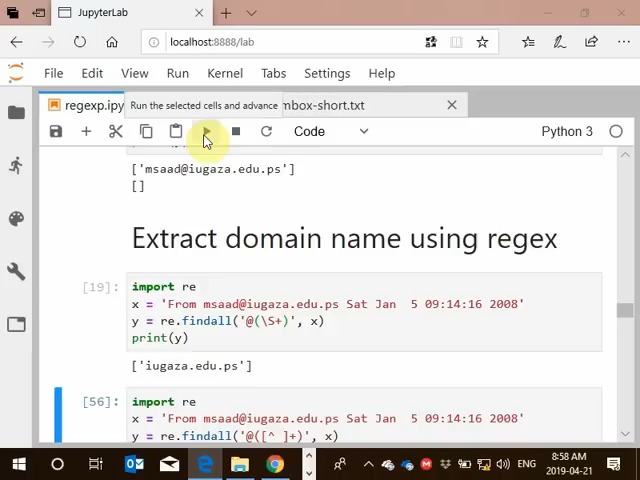 JupyterLab
localhost:8888/lab
File Edit View Run Kernel Tabs Settings Help
regexp.ipy
Run the selected cells and advance
mbox-short.txt
Code
Python 3
['msaad@iugaza.edu.ps']
[]
Extract domain name using regex
[19]:
import re
x = 'From msaad@iugaza.edu.ps Sat Jan  5 09:14:16 2008'
y = re.findall('@(\S+)', x)
print(y)
['iugaza.edu.ps']
[56]:
import re
x = 'From msaad@iugaza.edu.ps Sat Jan  5 09:14:16 2008'
y = re.findall('@([^ ]+)', x)
ENG
8:58 AM
2019-04-21